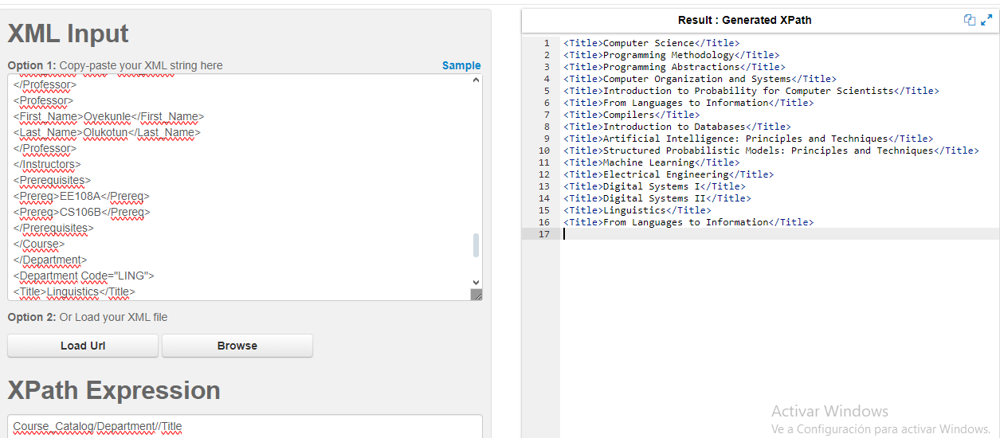 XML Input
Option 1: Copy-paste your XML string here
Sample
</Professor>
<Professor>
<First_Name>Oyekunle</First_Name>
<Last_Name>Olukotun</Last_Name>
</Professor>
</Instructors>
<Prerequisites>
<Prereq>EE108A</Prereq>
<Prereq>CS106B</Prereq>
</Prerequisites>
</Course>
</Department>
<Department Code="LING">
<Title>Linguistics</Title>
Option 2: Or Load your XML file
Load Url
Browse
XPath Expression
Course_Catalog/Department//Title
Result : Generated XPath
1 <Title>Computer Science</Title>
2 <Title>Programming Methodology</Title>
3 <Title>Programming Abstractions</Title>
4 <Title>Computer Organization and Systems</Title>
5 <Title>Introduction to Probability for Computer Scientists</Title>
6 <Title>From Languages to Information</Title>
7 <Title>Compilers</Title>
8 <Title>Introduction to Databases</Title>
9 <Title>Artificial Intelligence: Principles and Techniques</Title>
10 <Title>Structured Probabilistic Models: Principles and Techniques</Title>
11 <Title>Machine Learning</Title>
12 <Title>Electrical Engineering</Title>
13 <Title>Digital Systems I</Title>
14 <Title>Digital Systems II</Title>
15 <Title>Linguistics</Title>
16 <Title>From Languages to Information</Title>
17
Activar Windows
Ve a Configuración para activar Windows.